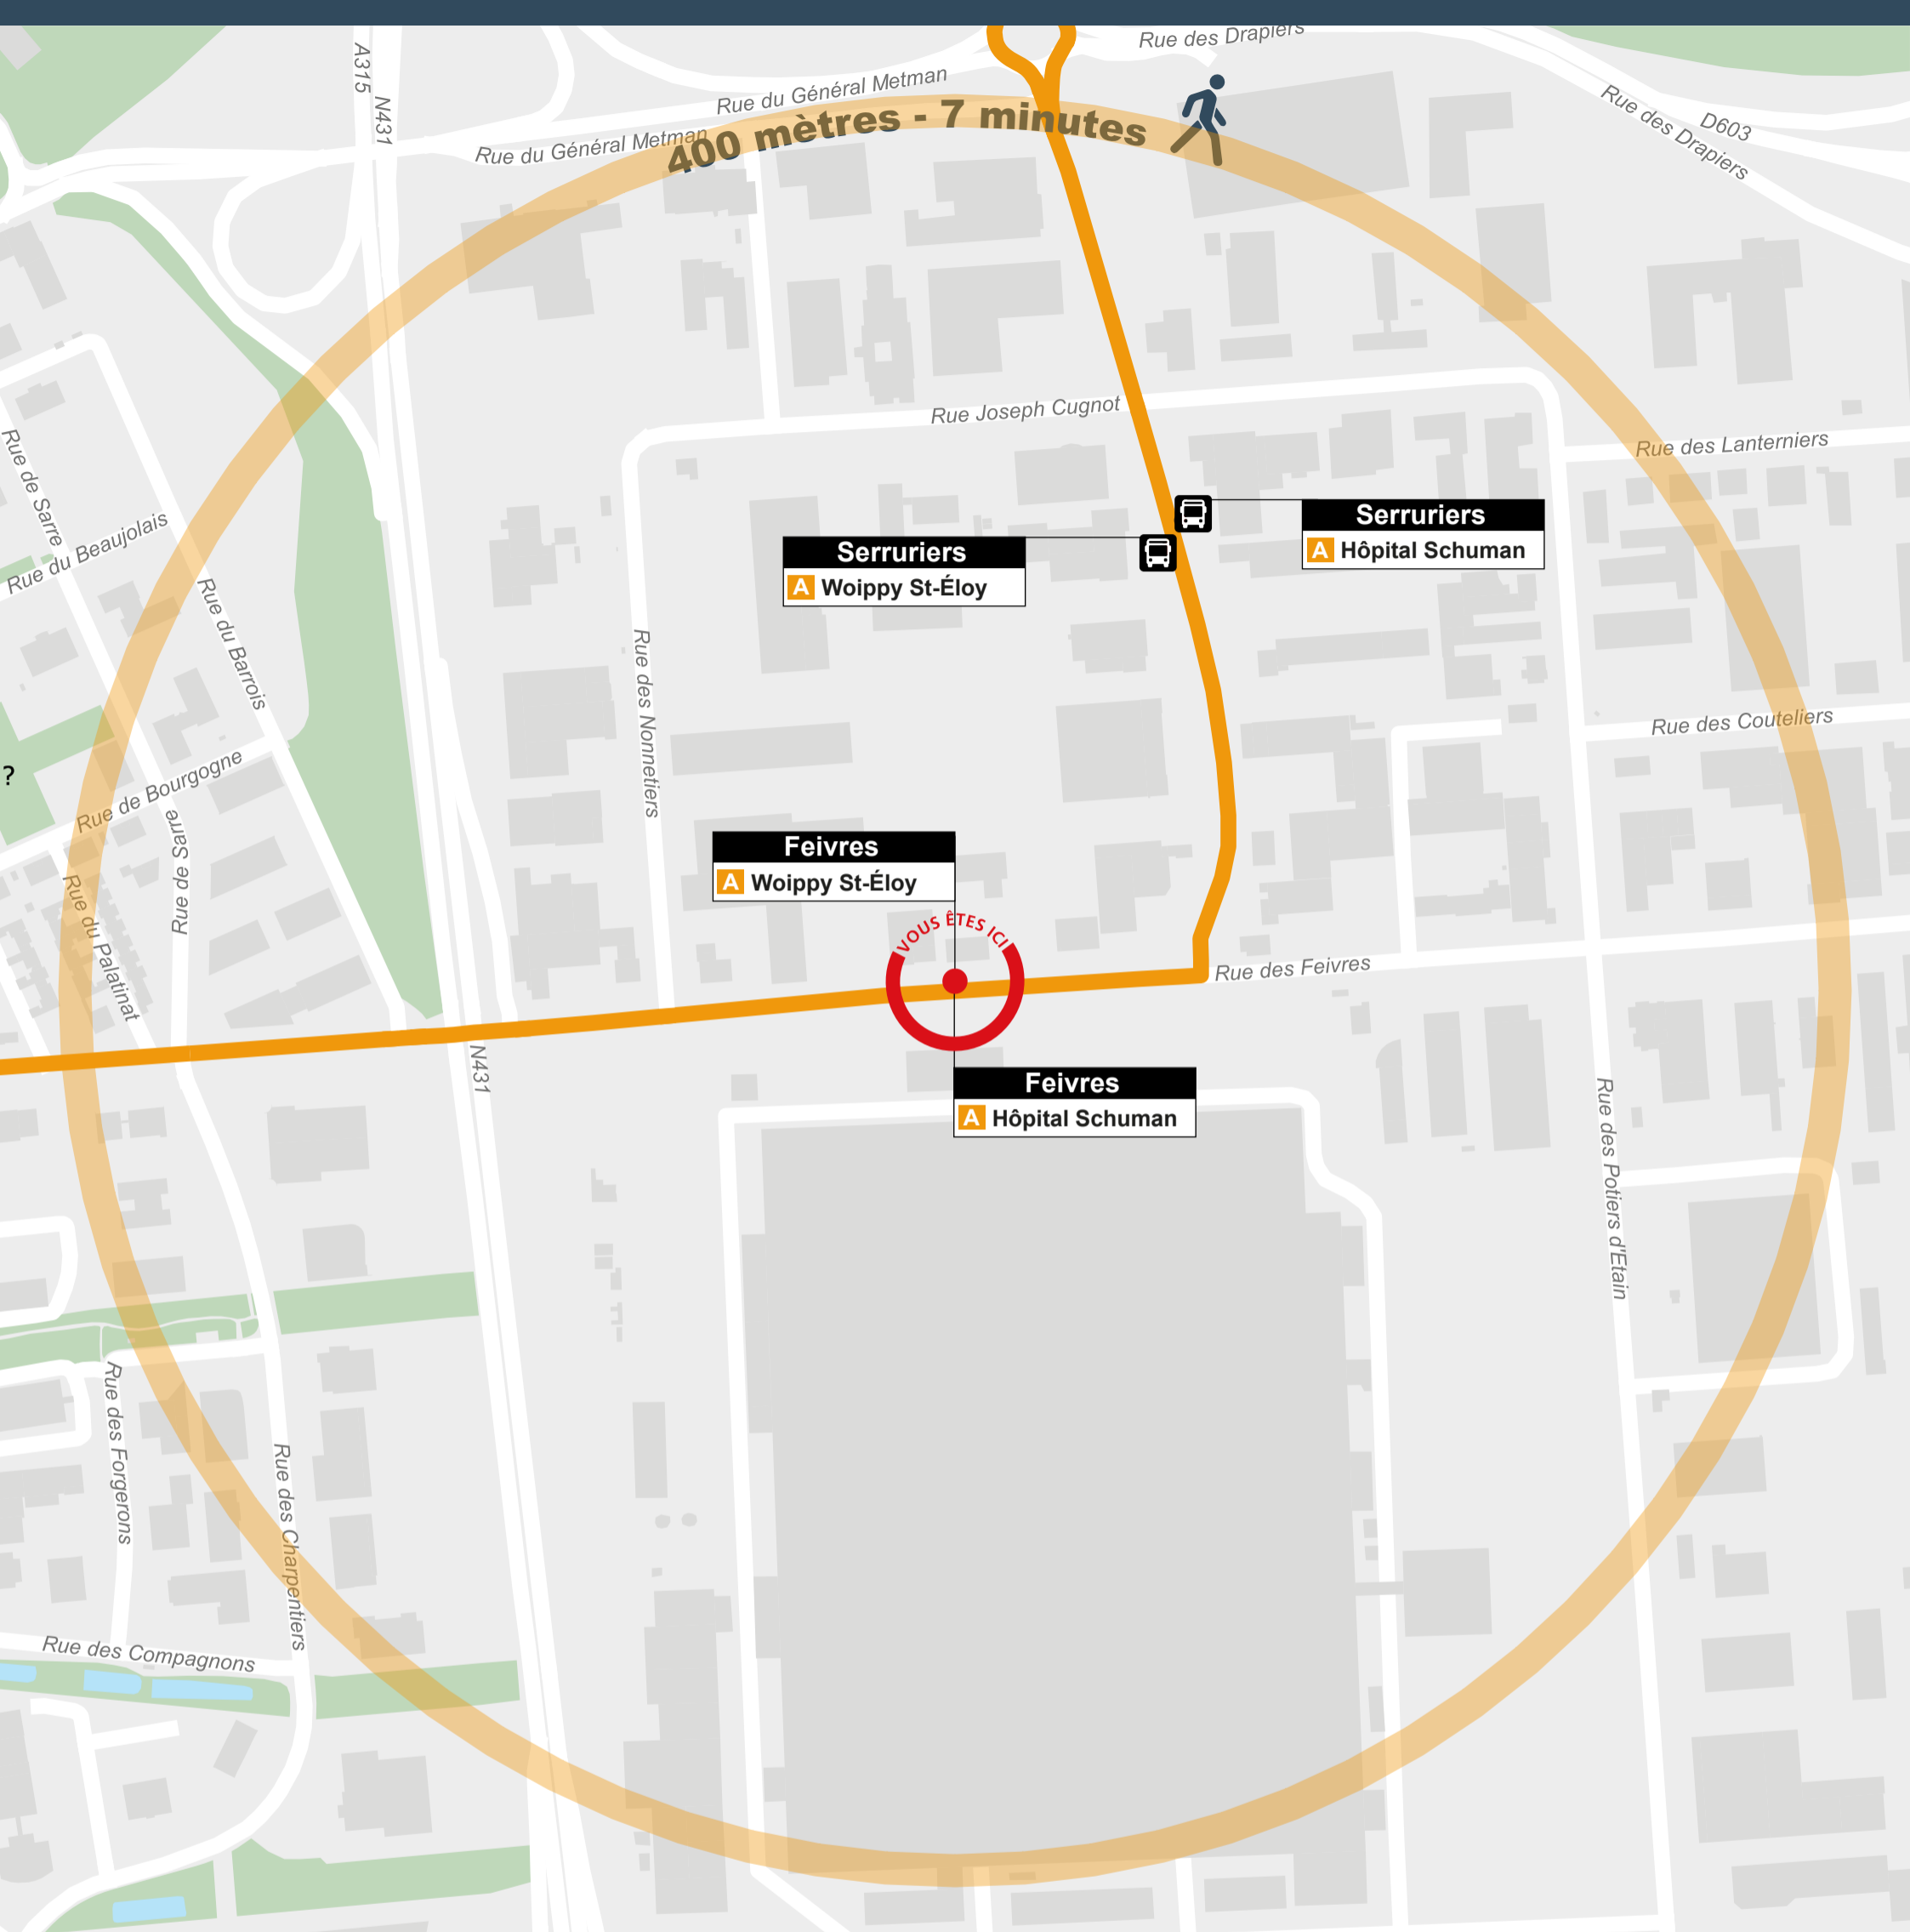 Rue des Drapiers
A315
N431
Rue du Général Metman
Rue du Général Metman
400 mètres - 7 minutes
Rue des Drapiers
D603
Rue Joseph Cugnot
Rue des Lanterniers
Rue de Sarre
Rue du Beaujolais
Rue du Barrois
Serruriers
A Hôpital Schuman
Serruriers
A Woippy St-Éloy
Rue des Nonnetiers
Rue des Couteliers
?
Rue de Bourgogne
Rue de Sarre
Rue du Palatinat
Feivres
A Woippy St-Éloy
VOUS ÊTES ICI
Rue des Feivres
N431
Feivres
A Hôpital Schuman
Rue des Potiers d'Etain
Rue des Forgerons
Rue des Charpentiers
Rue des Compagnons